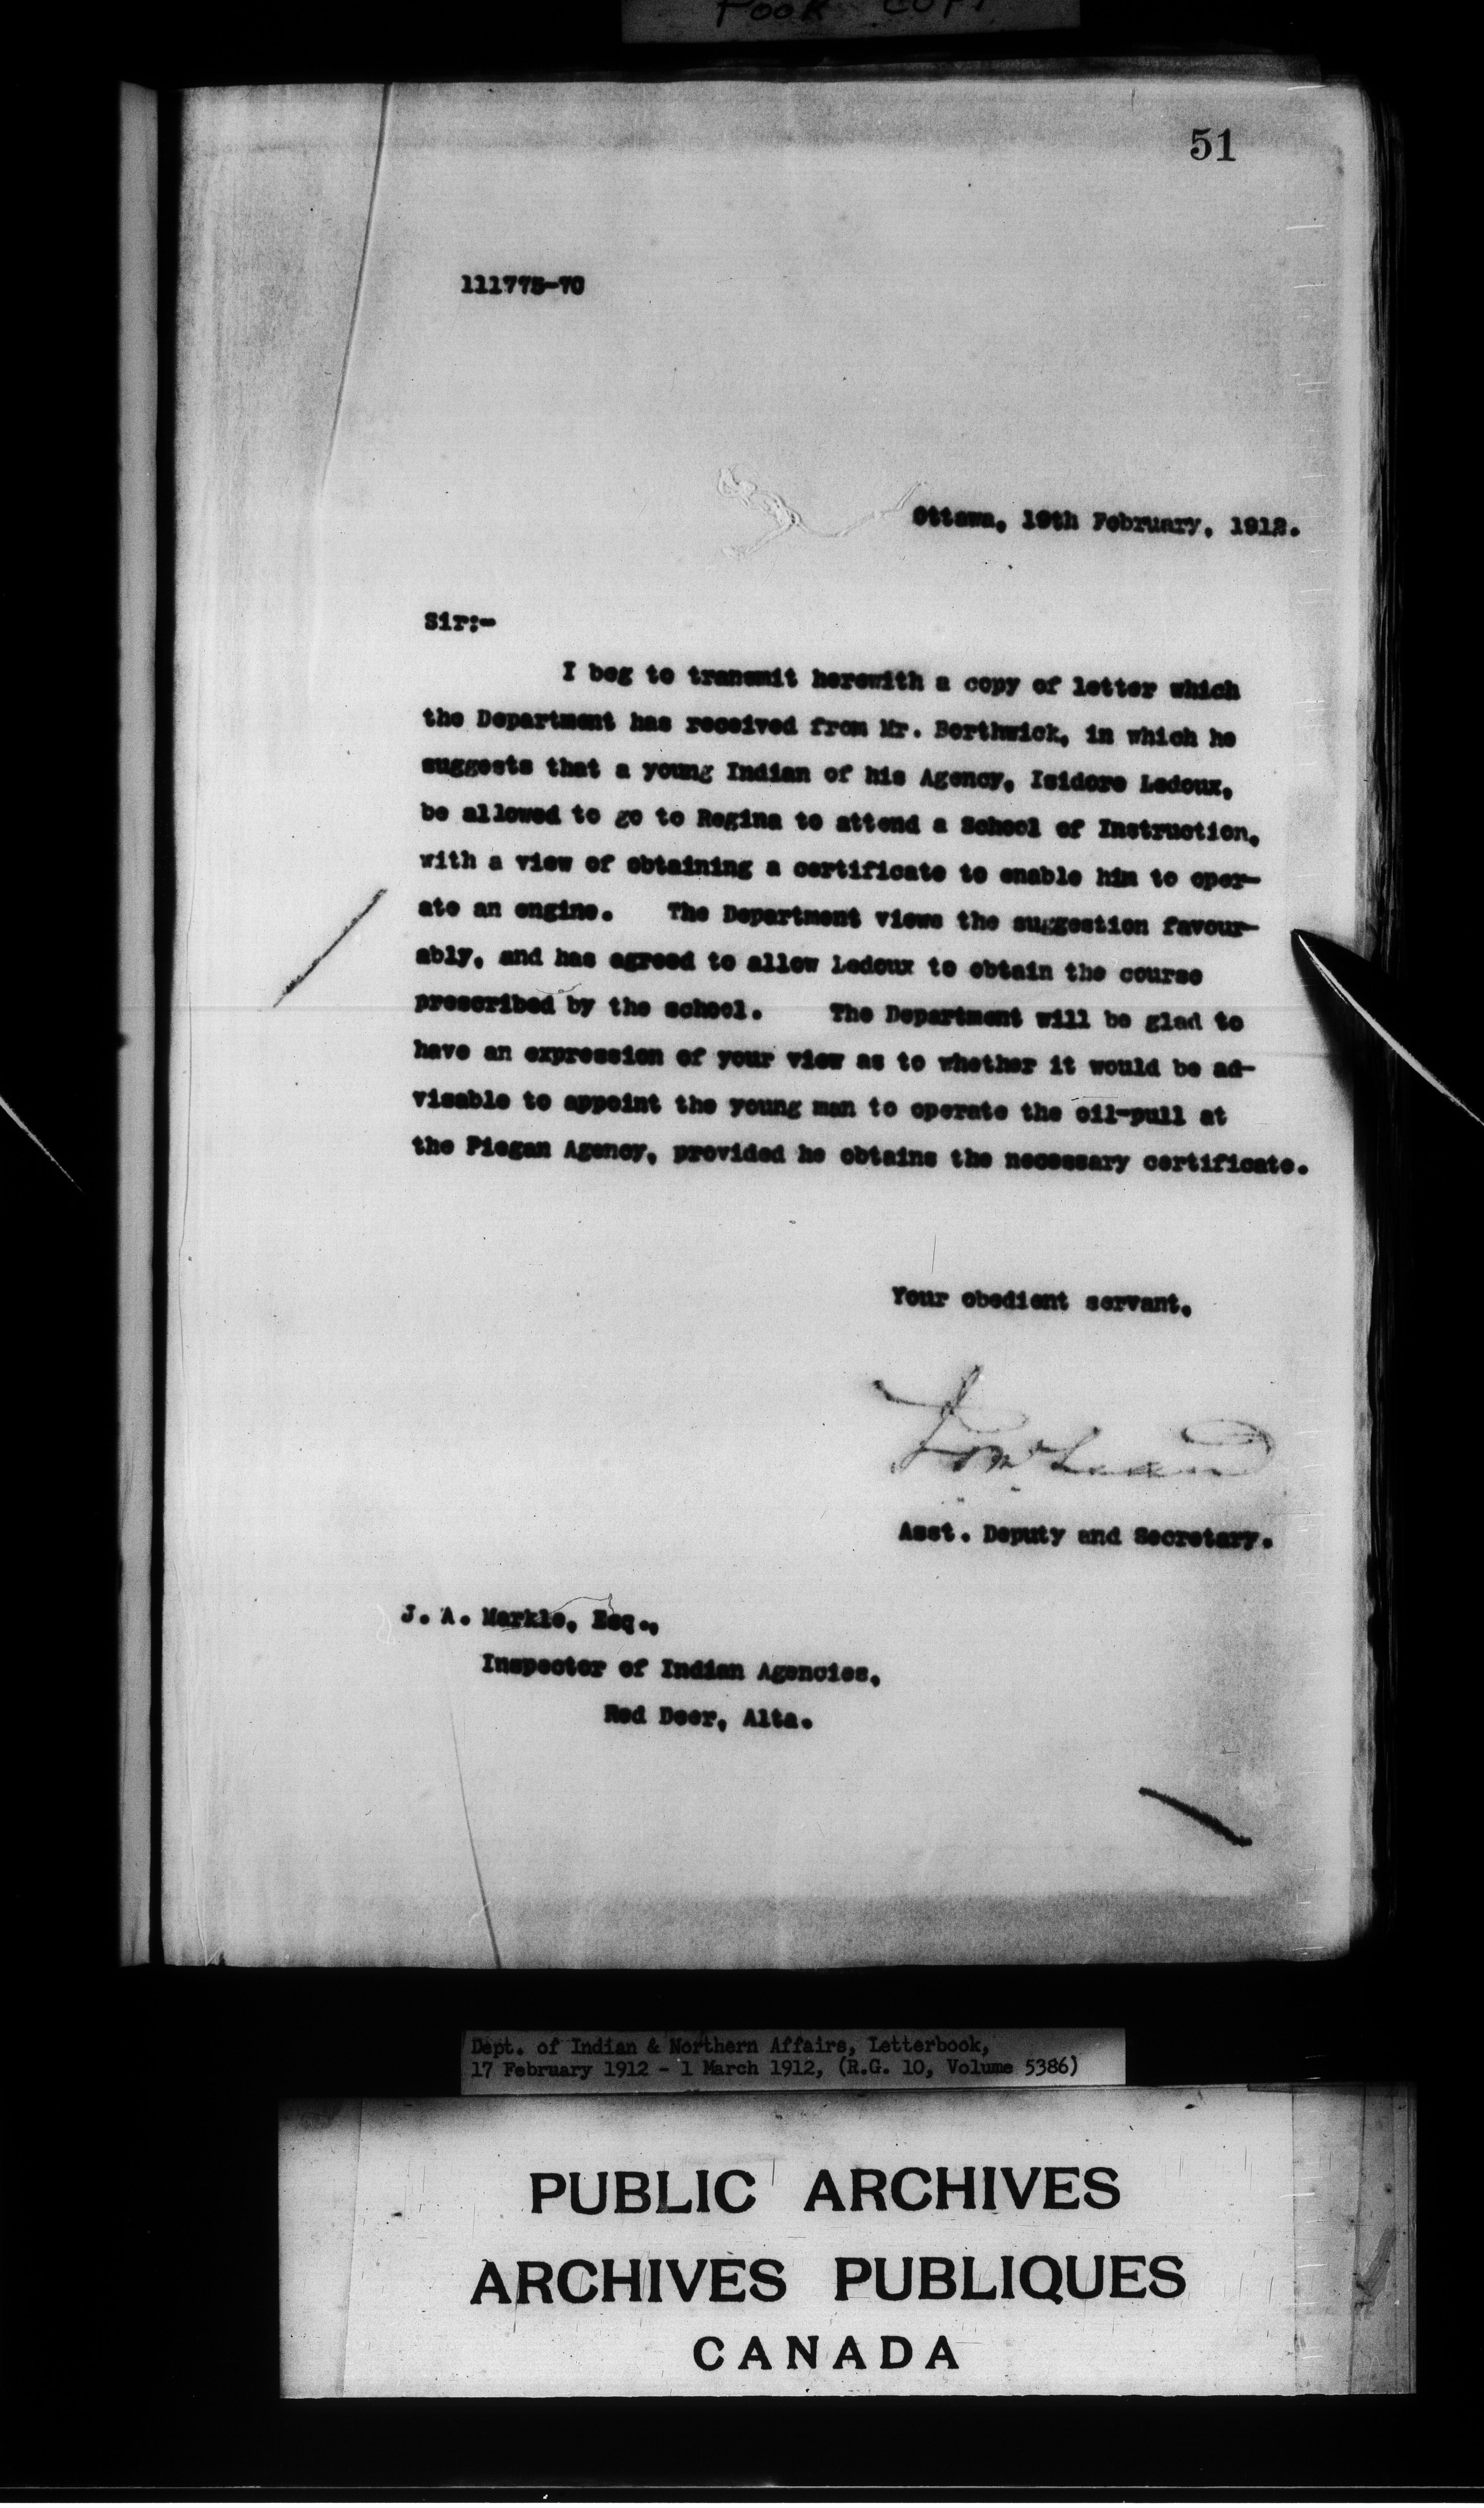 POOR COPY
51
111775-70
Ottawa, 19th February, 1912.
Sir:-
I beg to transmit herewith a copy of letter which
the Department has received from Mr. Borthwick, in which he
suggests that a young Indian of his Agency, Isidore Ledoux,
be allowed to go to Regina to attend a School of Instruction,
with a view of obtaining a certificate to enable him to oper-
ate an engine. The Department views the suggestion favour-
ably, and has agreed to allow Ledoux to obtain the course
prescribed by the school. The Department will be glad to
have an expression of your view as to whether it would be ad-
visable to appoint the young man to operate the oil-pull at
the Piegan Agency, provided he obtains the necessary certificate.
Your obedient servant,
Asst. Deputy and Secretary.
J. A. Markle, Esq.,
Inspector of Indian Agencies,
Red Deer, Alta.
Dept. of Indian & Northern Affairs, Letterbook,
17 February 1912 - 1 March 1912, (R.G. 10, Volume 5386)
PUBLIC ARCHIVES
ARCHIVES PUBLIQUES
CANADA